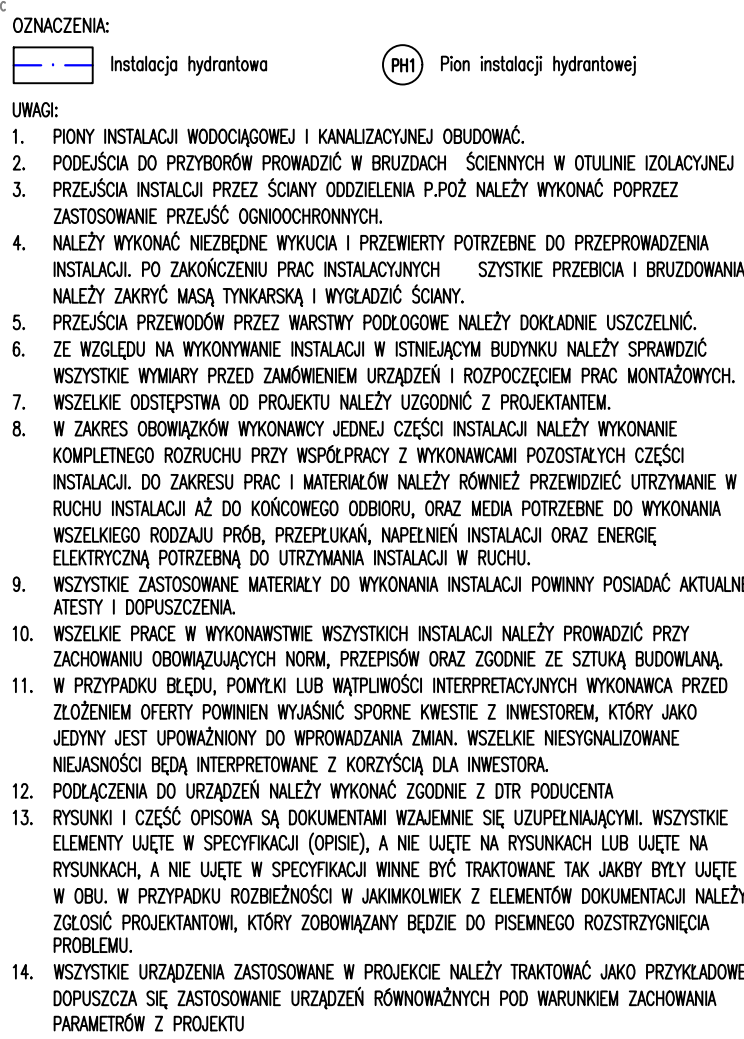 C
OZNACZENIA:
Instalacja hydrantowa PH1 Pion instalacji hydrantowej
UWAGI:
1. PIONY INSTALACJI WODOCIĄGOWEJ I KANALIZACYJNEJ OBUDOWAĆ.
2. PODEJŚCIA DO PRZYBORÓW PROWADZIĆ W BRUZDACH ŚCIENNYCH W OTULINIE IZOLACYJNEJ
3. PRZEJŚCIA INSTALCJI PRZEZ ŚCIANY ODDZIELENIA P.POŻ NALEŻY WYKONAĆ POPRZEZ
ZASTOSOWANIE PRZEJŚĆ OGNIOOCHRONNYCH.
4. NALEŻY WYKONAĆ NIEZBĘDNE WYKUCIA I PRZEWIERTY POTRZEBNE DO PRZEPROWADZENIA
INSTALACJI. PO ZAKOŃCZENIU PRAC INSTALACYJNYCH SZYSTKIE PRZEBICIA I BRUZDOWANIA
NALEŻY ZAKRYĆ MASĄ TYNKARSKĄ I WYGŁADZIĆ ŚCIANY.
5. PRZEJŚCIA PRZEWODÓW PRZEZ WARSTWY PODŁOGOWE NALEŻY DOKŁADNIE USZCZELNIĆ.
6. ZE WZGLĘDU NA WYKONYWANIE INSTALACJI W ISTNIEJĄCYM BUDYNKU NALEŻY SPRAWDZIĆ
WSZYSTKIE WYMIARY PRZED ZAMÓWIENIEM URZĄDZEŃ I ROZPOCZĘCIEM PRAC MONTAŻOWYCH.
7. WSZELKIE ODSTĘPSTWA OD PROJEKTU NALEŻY UZGODNIĆ Z PROJEKTANTEM.
8. W ZAKRES OBOWIĄZKÓW WYKONAWCY JEDNEJ CZĘŚCI INSTALACJI NALEŻY WYKONANIE
KOMPLETNEGO ROZRUCHU PRZY WSPÓŁPRACY Z WYKONAWCAMI POZOSTAŁYCH CZĘŚCI
INSTALACJI. DO ZAKRESU PRAC I MATERIAŁÓW NALEŻY RÓWNIEŻ PRZEWIDZIEĆ UTRZYMANIE W
RUCHU INSTALACJI AŻ DO KOŃCOWEGO ODBIORU, ORAZ MEDIA POTRZEBNE DO WYKONANIA
WSZELKIEGO RODZAJU PRÓB, PRZEPŁUKAŃ, NAPEŁNIEŃ INSTALACJI ORAZ ENERGIĘ
ELEKTRYCZNĄ POTRZEBNĄ DO UTRZYMANIA INSTALACJI W RUCHU.
9. WSZYSTKIE ZASTOSOWANE MATERIAŁY DO WYKONANIA INSTALACJI POWINNY POSIADAĆ AKTUALNE
ATESTY I DOPUSZCZENIA.
10. WSZELKIE PRACE W WYKONAWSTWIE WSZYSTKICH INSTALACJI NALEŻY PROWADZIĆ PRZY
ZACHOWANIU OBOWIĄZUJĄCYCH NORM, PRZEPISÓW ORAZ ZGODNIE ZE SZTUKĄ BUDOWLANĄ.
11. W PRZYPADKU BŁĘDU, POMYŁKI LUB WĄTPLIWOŚCI INTERPRETACYJNYCH WYKONAWCA PRZED
ZŁOŻENIEM OFERTY POWINIEN WYJAŚNIĆ SPORNE KWESTIE Z INWESTOREM, KTÓRY JAKO
JEDYNY JEST UPOWAŻNIONY DO WPROWADZANIA ZMIAN. WSZELKIE NIESYGNALIZOWANE
NIEJASNOŚCI BĘDĄ INTERPRETOWANE Z KORZYŚCIĄ DLA INWESTORA.
12. PODŁĄCZENIA DO URZĄDZEŃ NALEŻY WYKONAĆ ZGODNIE Z DTR PODUCENTA
13. RYSUNKI I CZĘŚĆ OPISOWA SĄ DOKUMENTAMI WZAJEMNIE SIĘ UZUPEŁNIAJĄCYMI. WSZYSTKIE
ELEMENTY UJĘTE W SPECYFIKACJI (OPISIE), A NIE UJĘTE NA RYSUNKACH LUB UJĘTE NA
RYSUNKACH, A NIE UJĘTE W SPECYFIKACJI WINNE BYĆ TRAKTOWANE TAK JAKBY BYŁY UJĘTE
W OBU. W PRZYPADKU ROZBIEŻNOŚCI W JAKIMKOLWIEK Z ELEMENTÓW DOKUMENTACJI NALEŻY
ZGŁOSIĆ PROJEKTANTOWI, KTÓRY ZOBOWIĄZANY BĘDZIE DO PISEMNEGO ROZSTRZYGNIĘCIA
PROBLEMU.
14. WSZYSTKIE URZĄDZENIA ZASTOSOWANE W PROJEKCIE NALEŻY TRAKTOWAĆ JAKO PRZYKŁADOWE
DOPUSZCZA SIĘ ZASTOSOWANIE URZĄDZEŃ RÓWNOWAŻNYCH POD WARUNKIEM ZACHOWANIA
PARAMETRÓW Z PROJEKTU